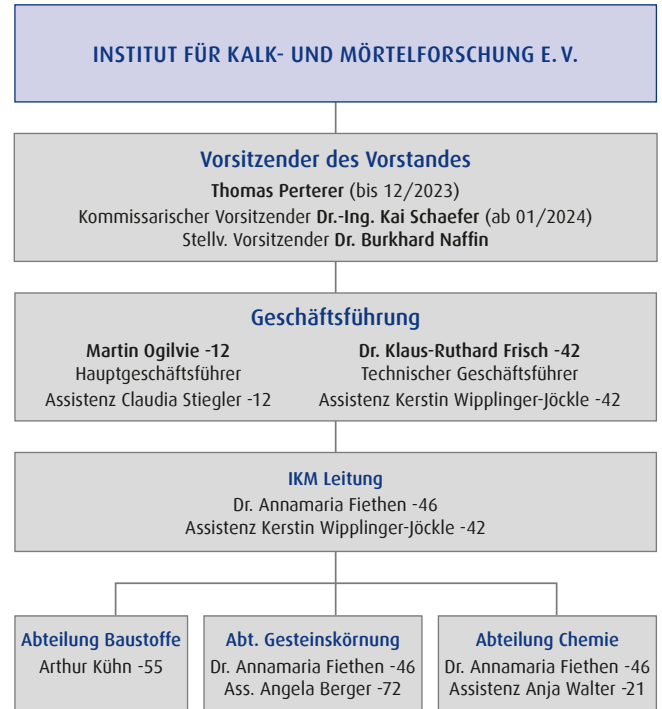 INSTITUT FÜR KALK- UND MÖRTELFORSCHUNG E. V.
Vorsitzender des Vorstandes
Thomas Perterer (bis 12/2023)
Kommissarischer Vorsitzender Dr.-Ing. Kai Schaefer (ab 01/2024)
Stellv. Vorsitzender Dr. Burkhard Naffin
Geschäftsführung
Martin Ogilvie -12
Hauptgeschäftsführer
Assistenz Claudia Stiegler -12
Dr. Klaus-Ruthard Frisch -42
Technischer Geschäftsführer
Assistenz Kerstin Wipplinger-Jöckle -42
IKM Leitung
Dr. Annamaria Fiethen -46
Assistenz Kerstin Wipplinger-Jöckle -42
Abteilung Baustoffe
Arthur Kühn -55
Abt. Gesteinskörnung
Dr. Annamaria Fiethen -46
Ass. Angela Berger -72
Abteilung Chemie
Dr. Annamaria Fiethen -46
Assistenz Anja Walter -21